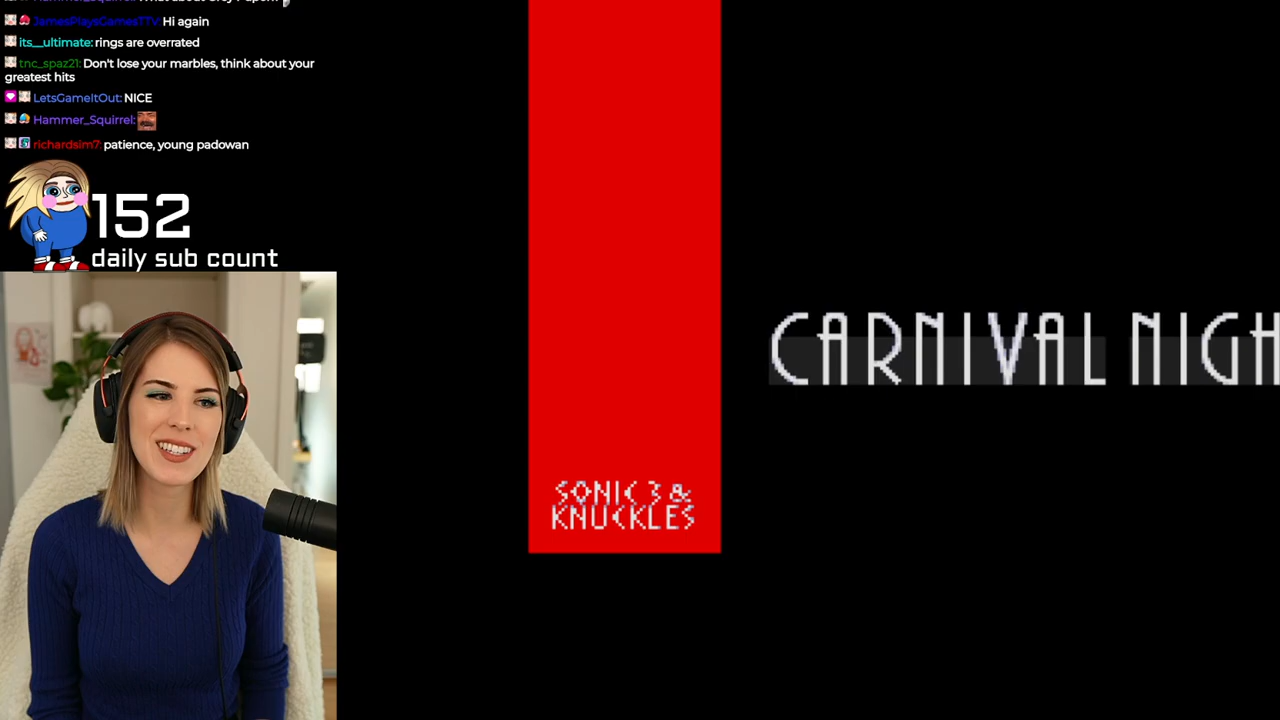 JamesPlaysGamesTTV: Hi again
its__ultimate: rings are overrated
tnc_spaz21: Don't lose your marbles, think about your
greatest hits
LetsGameItOut: NICE
Hammer_Squirrel:
richardsim7: patience, young padowan
152
daily sub count
SONIC 3 &
KNUCKLES
CARNIVAL NIGH